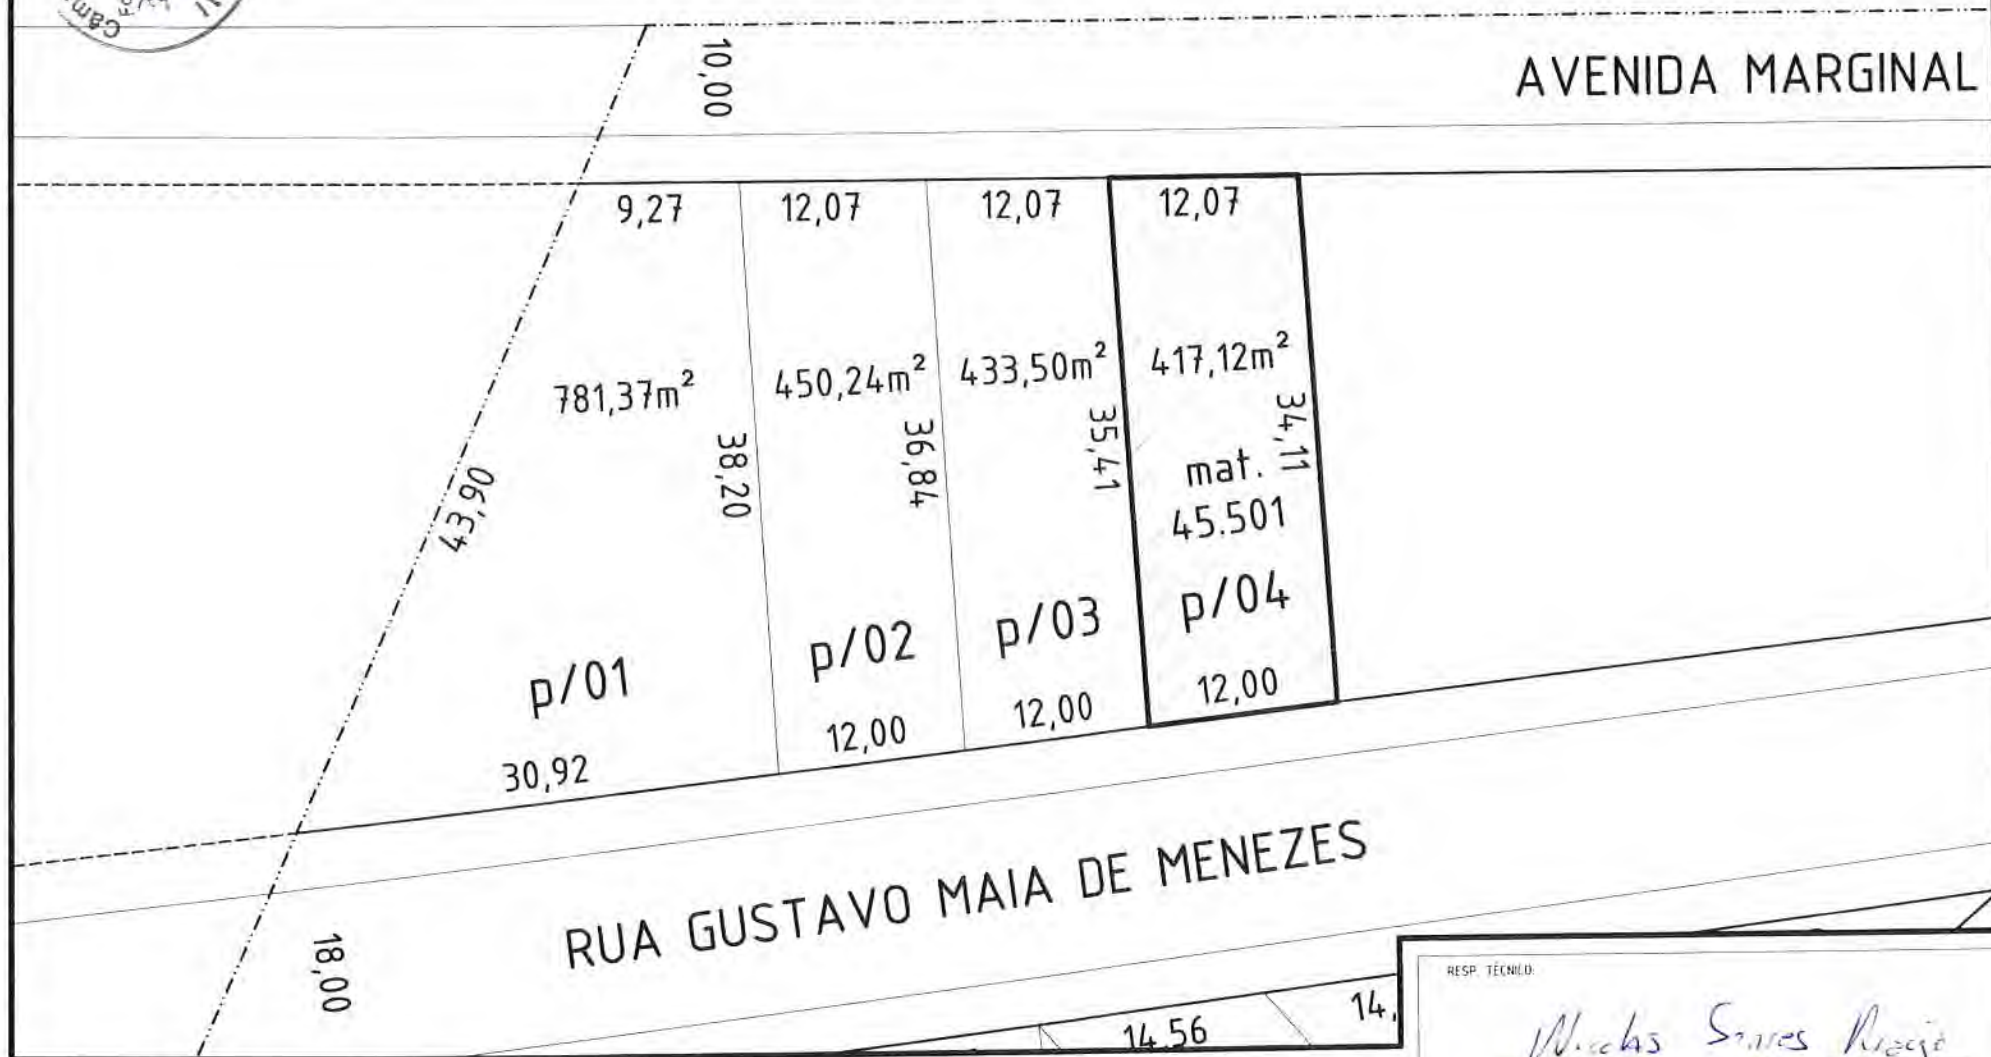 Câm
10,00
AVENIDA MARGINAL
9,27
12,07
12,07
12,07
781,37m²
450,24m²
433,50m²
417,12m²
43,90
38,20
36,84
35,41
34,11
mat.
45.501
p/01
p/02
p/03
p/04
30,92
12,00
12,00
12,00
RUA GUSTAVO MAIA DE MENEZES
18,00
14,56
14,
RESP. TÉCNICO: